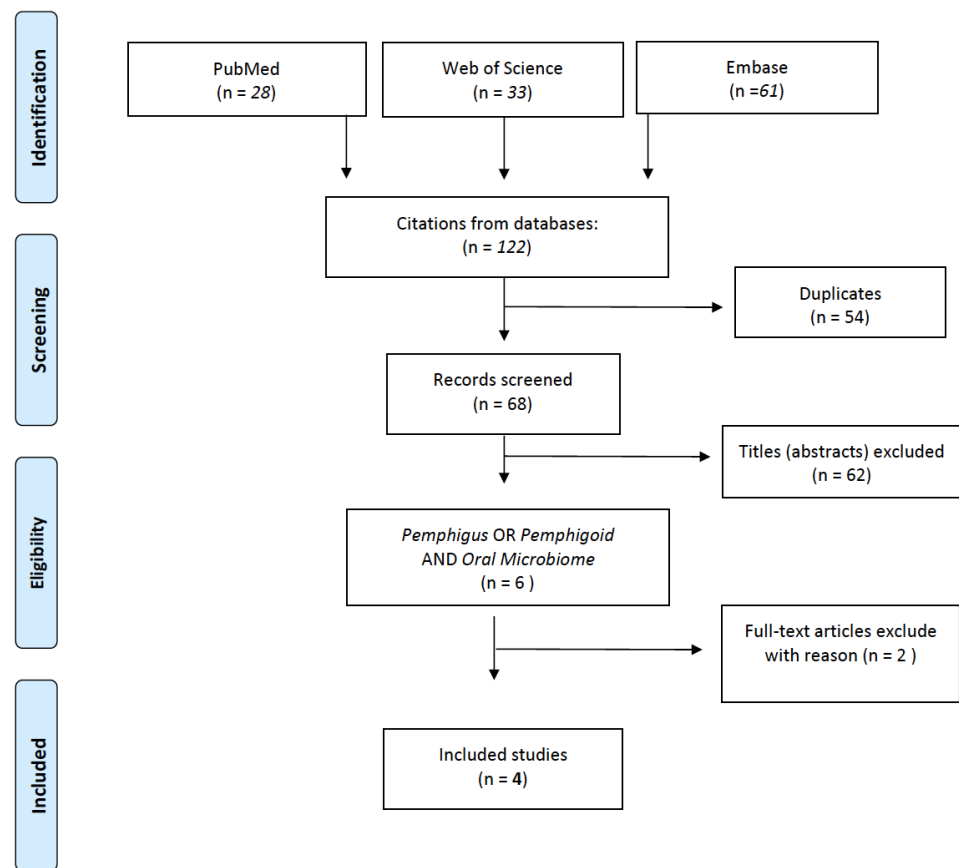 Identification
PubMed
(n = 28)
Web of Science
(n = 33)
Embase
(n =61)
Citations from databases:
(n = 122)
Screening
Duplicates
(n = 54)
Records screened
(n = 68)
Titles (abstracts) excluded
(n = 62)
Eligibility
Pemphigus OR Pemphigoid
AND Oral Microbiome
(n = 6 )
Full-text articles exclude
with reason (n = 2 )
Included
Included studies
(n = 4)